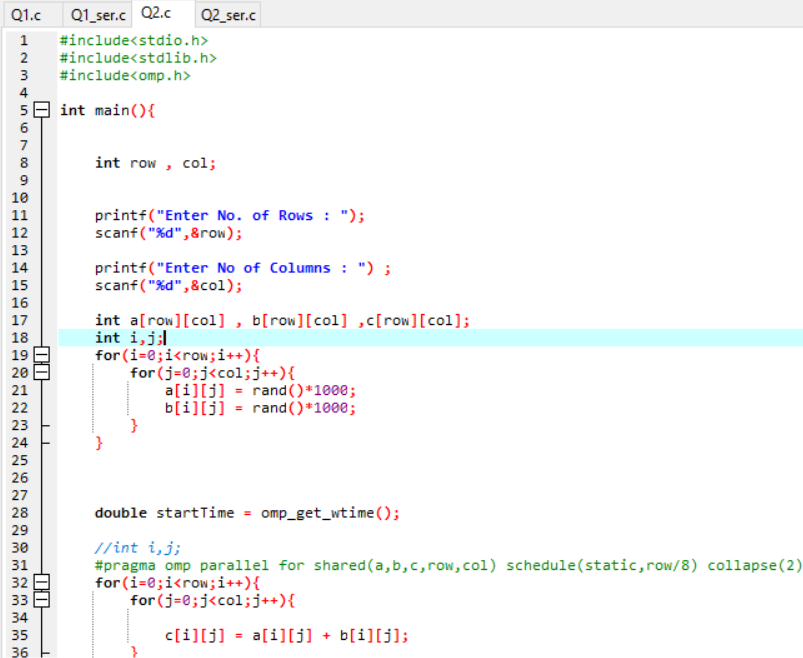 Q1.c Q1_ser.c Q2.c Q2_ser.c
1 #include<stdio.h>
2 #include<stdlib.h>
3 #include<omp.h>
4
5 int main(){
6
7
8 int row , col;
9
10
11 printf("Enter No. of Rows : ");
12 scanf("%d",&row);
13
14 printf("Enter No of Columns : ") ;
15 scanf("%d",&col);
16
17 int a[row][col] , b[row][col] ,c[row][col];
18 int i,j;
19 for(i=0;i<row;i++){
20 for(j=0;j<col;j++){
21 a[i][j] = rand()*1000;
22 b[i][j] = rand()*1000;
23 }
24 }
25
26
27
28 double startTime = omp_get_wtime();
29
30 //int i,j;
31 #pragma omp parallel for shared(a,b,c,row,col) schedule(static,row/8) collapse(2)
32 for(i=0;i<row;i++){
33 for(j=0;j<col;j++){
34
35 c[i][j] = a[i][j] + b[i][j];
36 }